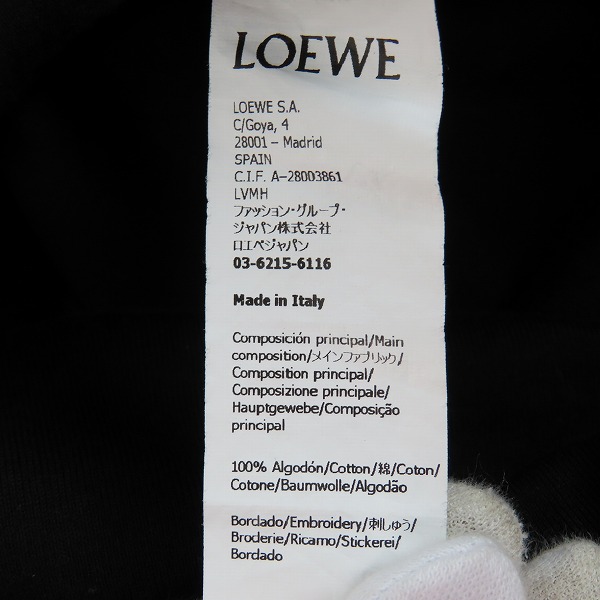 LOEWE
LOEWE S.A.
C/Goya, 4
28001 – Madrid
SPAIN
C.I.F. A-28003861
LVMH
ファッション・グループ・
ジャパン株式会社
ロエベジャパン
03-6215-6116
Made in Italy
Composición principal/Main
composition/メインファブリック/
Composition principal/
Composizione principale/
Hauptgewebe/Composição
principal
100% Algodón/Cotton/綿/Coton/
Cotone/Baumwolle/Algodão
Bordado/Embroidery/刺しゅう/
Broderie/Ricamo/Stickerei/
Bordado